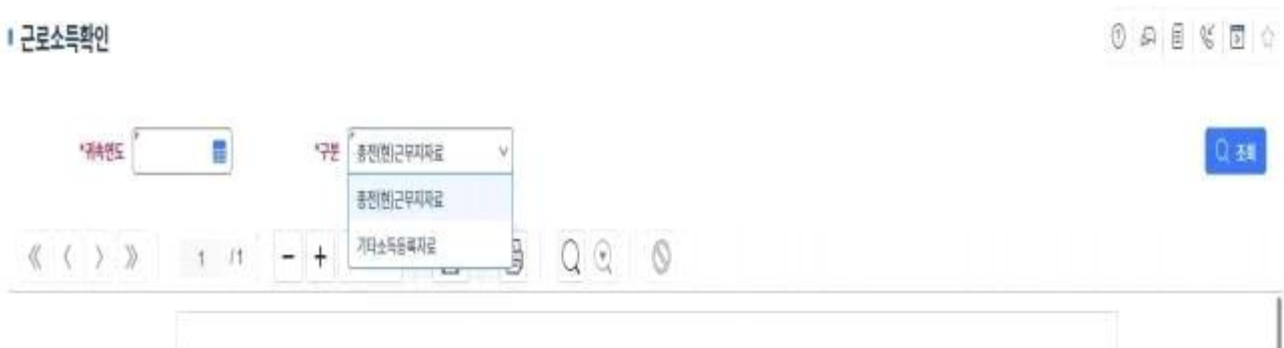 근로소득확인
*귀속연도
*구분 종전(현)근무지자료
조회
종전(현)근무지자료
기타소득등록자료
1 /1